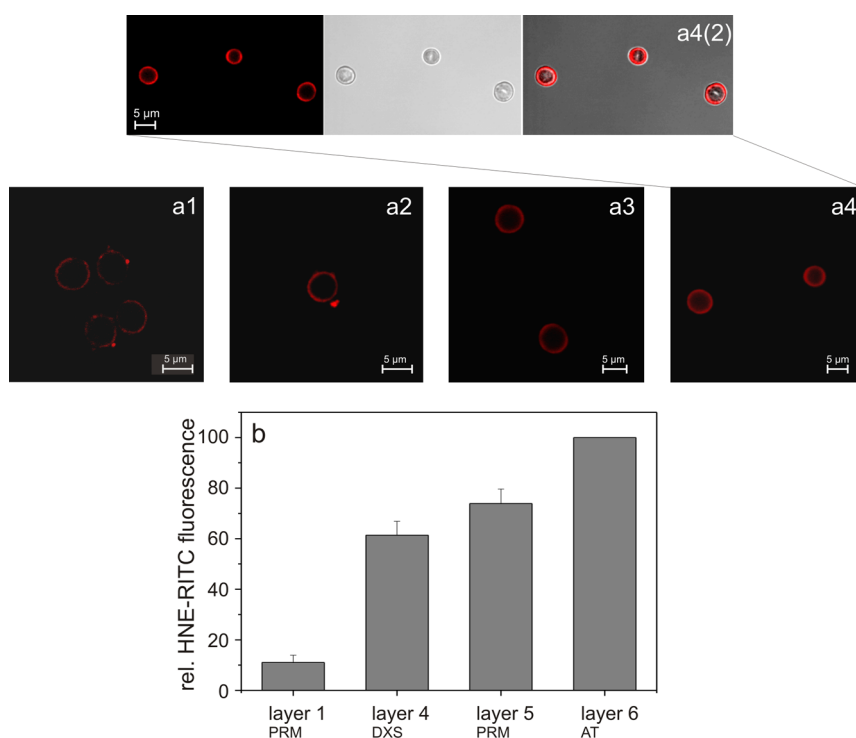 a4(2)
5 µm
a1
a2
a3
a4
5 µm
5 µm
5 µm
5 µm
b
rel. HNE-RITC fluorescence
100
80
60
40
20
0
layer 1
PRM
layer 4
DXS
layer 5
PRM
layer 6
AT